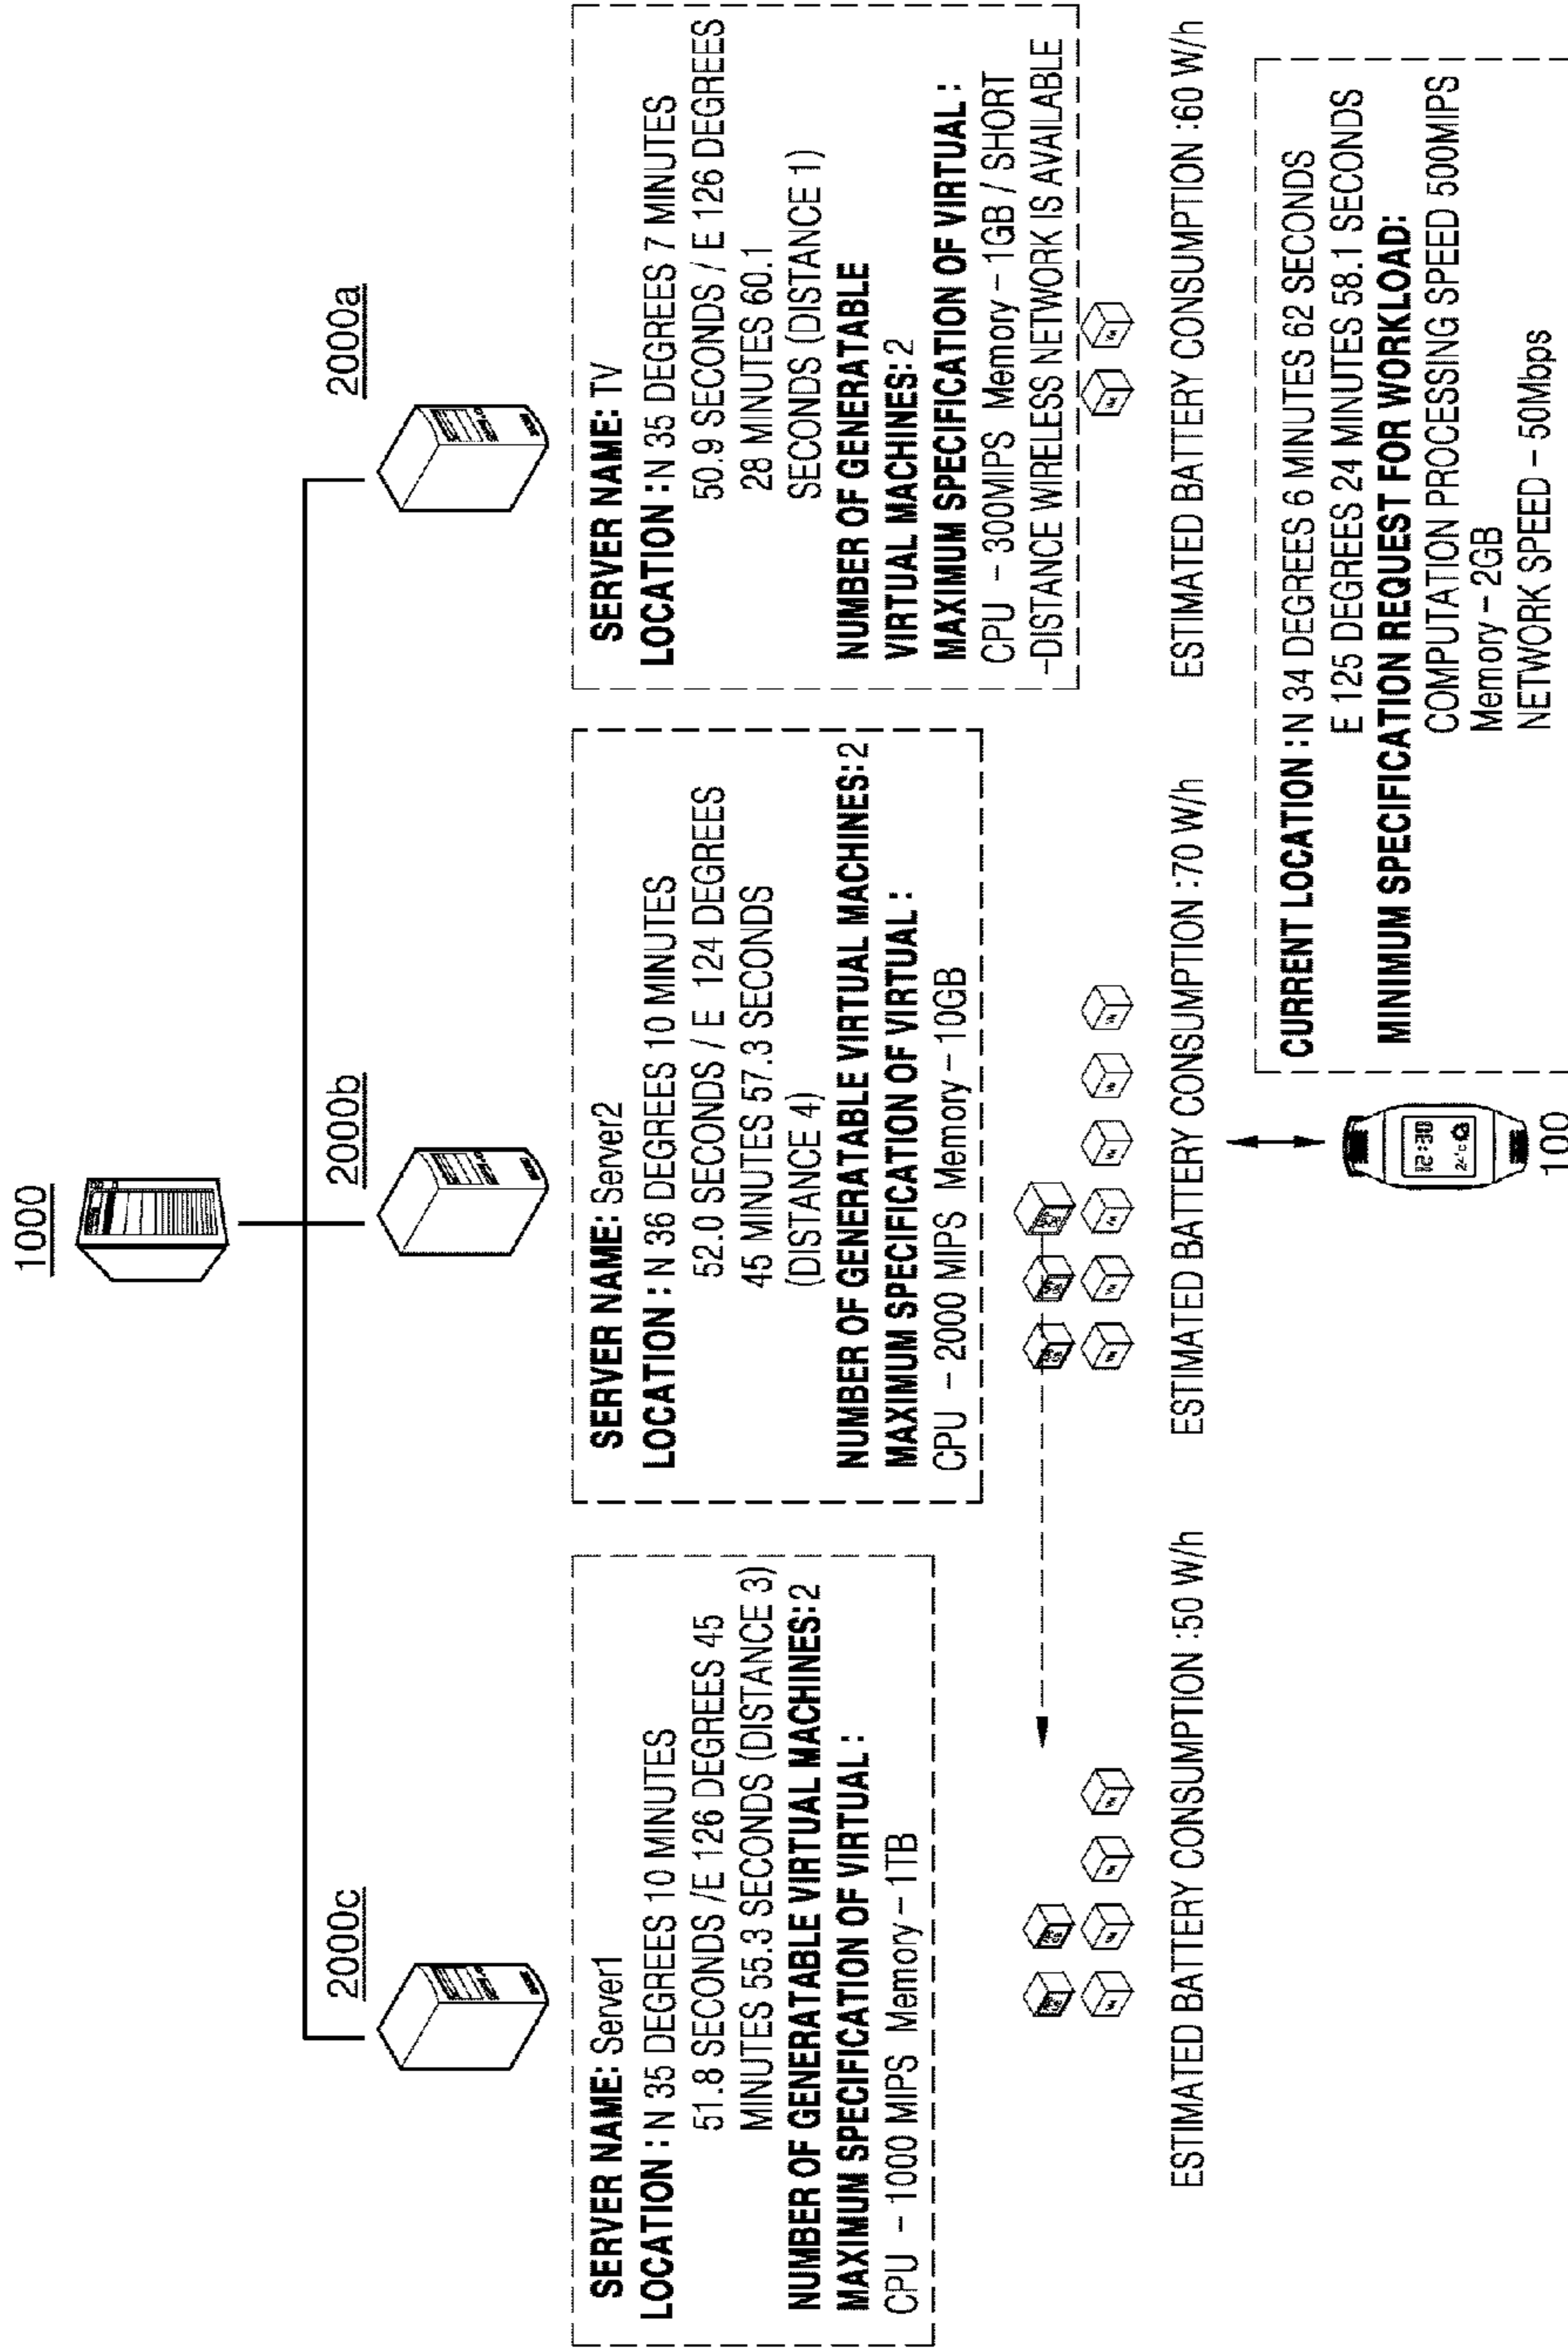 1000
2000c
2000b
2000a
SERVER NAME: Server1
LOCATION : N 35 DEGREES 10 MINUTES
51.8 SECONDS /E 126 DEGREES 45
MINUTES 55.3 SECONDS (DISTANCE 3)
NUMBER OF GENERATABLE VIRTUAL MACHINES: 2
MAXIMUM SPECIFICATION OF VIRTUAL :
CPU - 1000 MIPS Memory - 1TB
ESTIMATED BATTERY CONSUMPTION :50 W/h
SERVER NAME: Server2
LOCATION : N 36 DEGREES 10 MINUTES
52.0 SECONDS / E 124 DEGREES
45 MINUTES 57.3 SECONDS
(DISTANCE 4)
NUMBER OF GENERATABLE VIRTUAL MACHINES: 2
MAXIMUM SPECIFICATION OF VIRTUAL :
CPU - 2000 MIPS Memory - 10GB
ESTIMATED BATTERY CONSUMPTION :70 W/h
SERVER NAME: TV
LOCATION :N 35 DEGREES 7 MINUTES
50.9 SECONDS / E 126 DEGREES
28 MINUTES 60.1
SECONDS (DISTANCE 1)
NUMBER OF GENERATABLE
VIRTUAL MACHINES: 2
MAXIMUM SPECIFICATION OF VIRTUAL :
CPU - 300MIPS Memory - 1GB / SHORT
-DISTANCE WIRELESS NETWORK IS AVAILABLE
ESTIMATED BATTERY CONSUMPTION :60 W/h
12:30
24°c
100
CURRENT LOCATION : N 34 DEGREES 6 MINUTES 62 SECONDS
E 125 DEGREES 24 MINUTES 58.1 SECONDS
MINIMUM SPECIFICATION REQUEST FOR WORKLOAD:
COMPUTATION PROCESSING SPEED 500MIPS
Memory - 2GB
NETWORK SPEED - 50Mbps